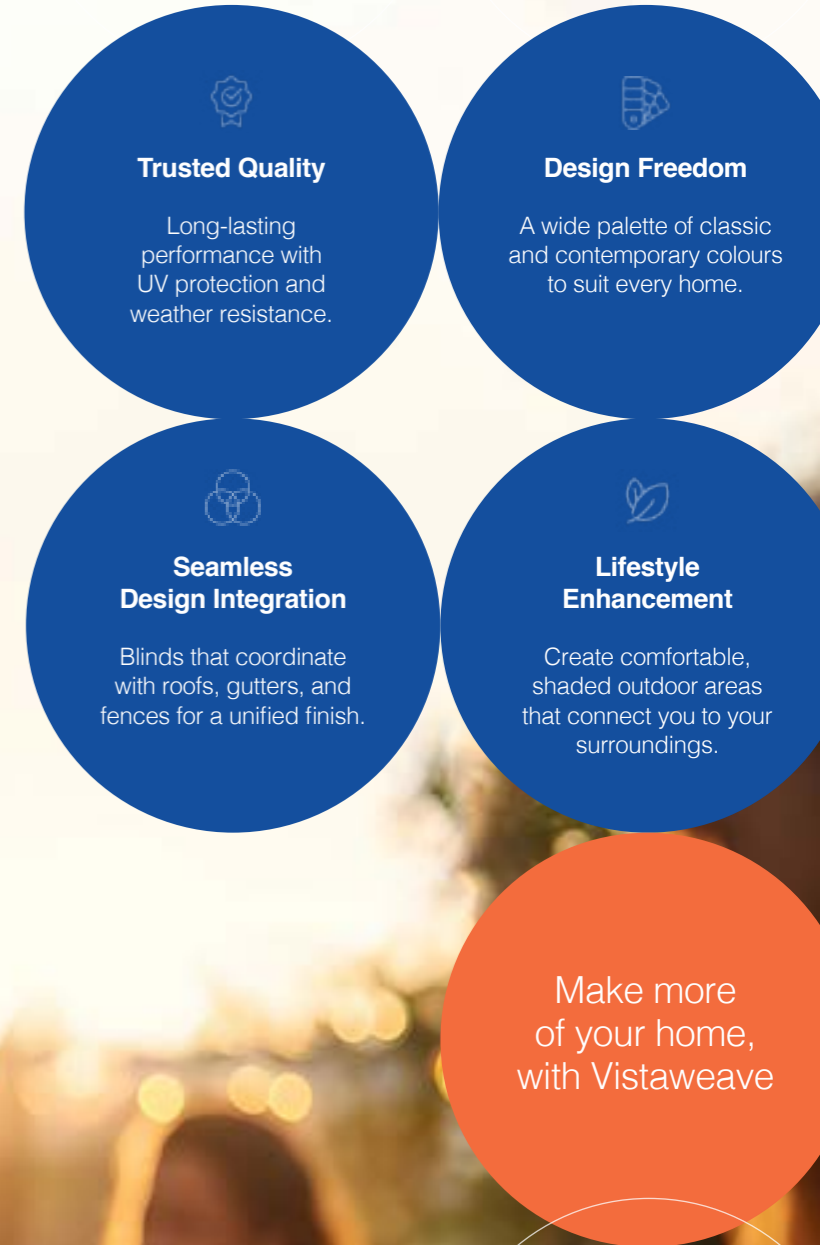 Trusted Quality
Long-lasting
performance with
UV protection and
weather resistance.
Design Freedom
A wide palette of classic
and contemporary colours
to suit every home.
Seamless
Design Integration
Blinds that coordinate
with roofs, gutters, and
fences for a unified finish.
Lifestyle
Enhancement
Create comfortable,
shaded outdoor areas
that connect you to your
surroundings.
Make more
of your home,
with Vistaweave